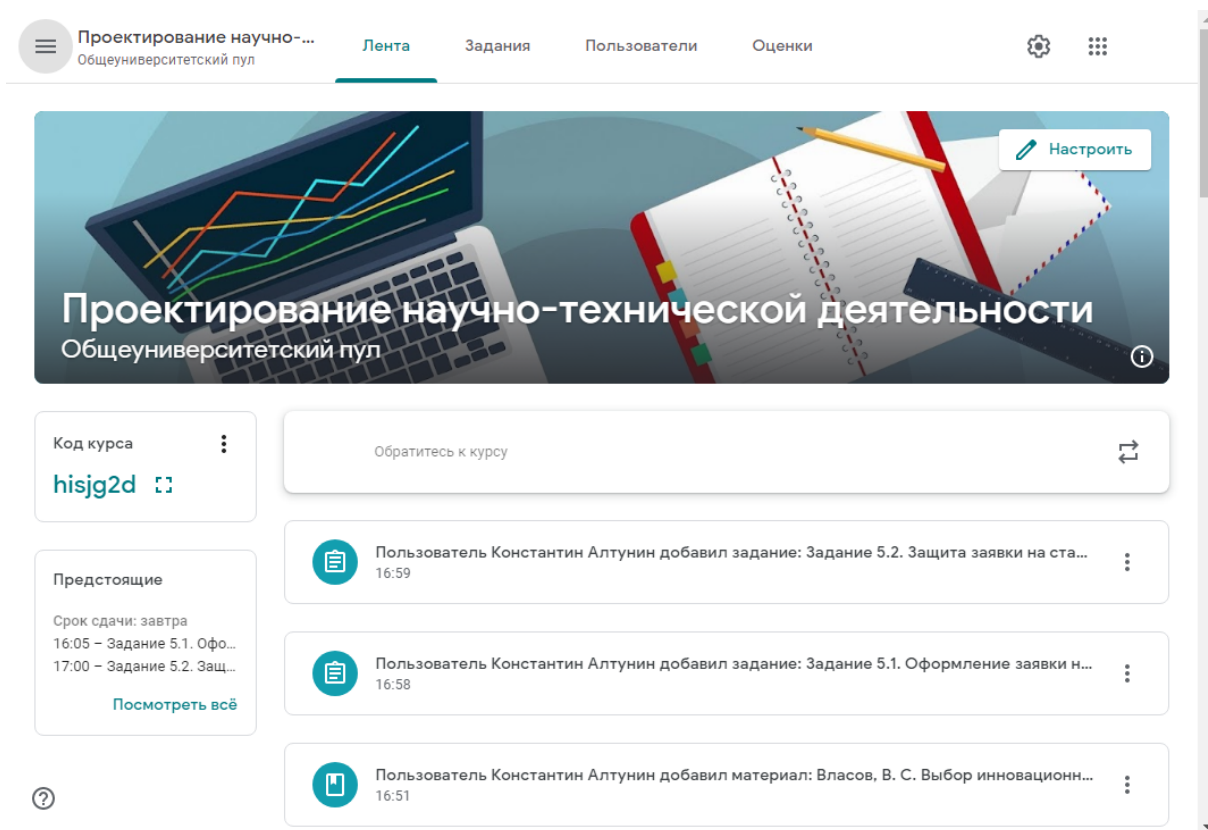 Проектирование научно-...
Общеуниверситетский пул
Лента
Задания
Пользователи
Оценки
Настроить
Проектирование научно-технической деятельности
Общеуниверситетский пул
Код курса
hisjg2d
Обратитесь к курсу
Пользователь Константин Алтунин добавил задание: Задание 5.2. Защита заявки на ста...
16:59
Предстоящие
Срок сдачи: завтра
16:05 – Задание 5.1. Офо...
17:00 – Задание 5.2. Защ...
Посмотреть всё
Пользователь Константин Алтунин добавил задание: Задание 5.1. Оформление заявки н...
16:58
Пользователь Константин Алтунин добавил материал: Власов, В. С. Выбор инновационн...
16:51